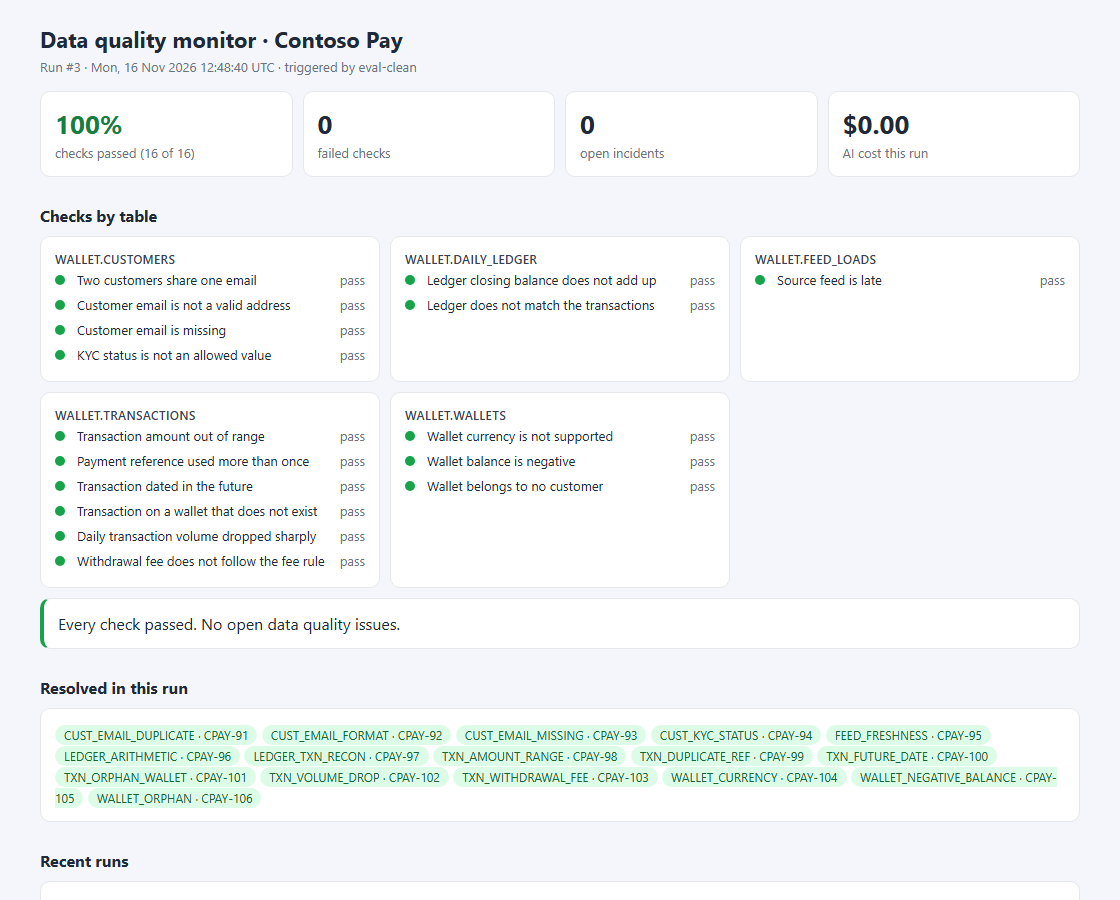 Data quality monitor · Contoso Pay
Run #3 · Mon, 16 Nov 2026 12:48:40 UTC · triggered by eval-clean
100%
checks passed (16 of 16)
0
failed checks
0
open incidents
$0.00
AI cost this run
Checks by table
WALLET.CUSTOMERS
Two customers share one email pass
Customer email is not a valid address pass
Customer email is missing pass
KYC status is not an allowed value pass
WALLET.DAILY_LEDGER
Ledger closing balance does not add up pass
Ledger does not match the transactions pass
WALLET.FEED_LOADS
Source feed is late pass
WALLET.TRANSACTIONS
Transaction amount out of range pass
Payment reference used more than once pass
Transaction dated in the future pass
Transaction on a wallet that does not exist pass
Daily transaction volume dropped sharply pass
Withdrawal fee does not follow the fee rule pass
WALLET.WALLETS
Wallet currency is not supported pass
Wallet balance is negative pass
Wallet belongs to no customer pass
Every check passed. No open data quality issues.
Resolved in this run
CUST_EMAIL_DUPLICATE · CPAY-91 CUST_EMAIL_FORMAT · CPAY-92 CUST_EMAIL_MISSING · CPAY-93 CUST_KYC_STATUS · CPAY-94 FEED_FRESHNESS · CPAY-95
LEDGER_ARITHMETIC · CPAY-96 LEDGER_TXN_RECON · CPAY-97 TXN_AMOUNT_RANGE · CPAY-98 TXN_DUPLICATE_REF · CPAY-99 TXN_FUTURE_DATE · CPAY-100
TXN_ORPHAN_WALLET · CPAY-101 TXN_VOLUME_DROP · CPAY-102 TXN_WITHDRAWAL_FEE · CPAY-103 WALLET_CURRENCY · CPAY-104 WALLET_NEGATIVE_BALANCE · CPAY-
105 WALLET_ORPHAN · CPAY-106
Recent runs